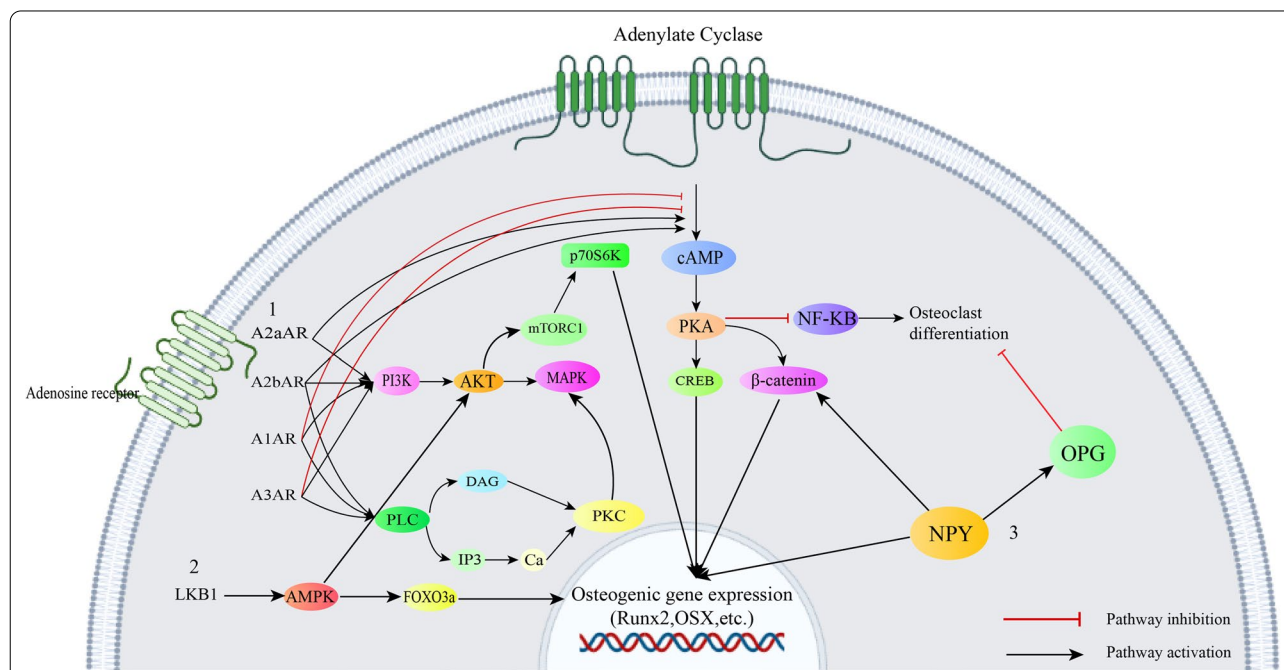 Adenylate Cyclase
Adenosine receptor
1
A2aAR
A2bAR
A1AR
A3AR
2
LKB1
AMPK
FOXO3a
PI3K
AKT
MAPK
mTORC1
p70S6K
PLC
DAG
IP3
Ca
PKC
cAMP
PKA
CREB
β-catenin
NF-KB
Osteoclast
differentiation
OPG
NPY
3
Osteogenic gene expression
(Runx2,OSX,etc.)
Pathway inhibition
Pathway activation